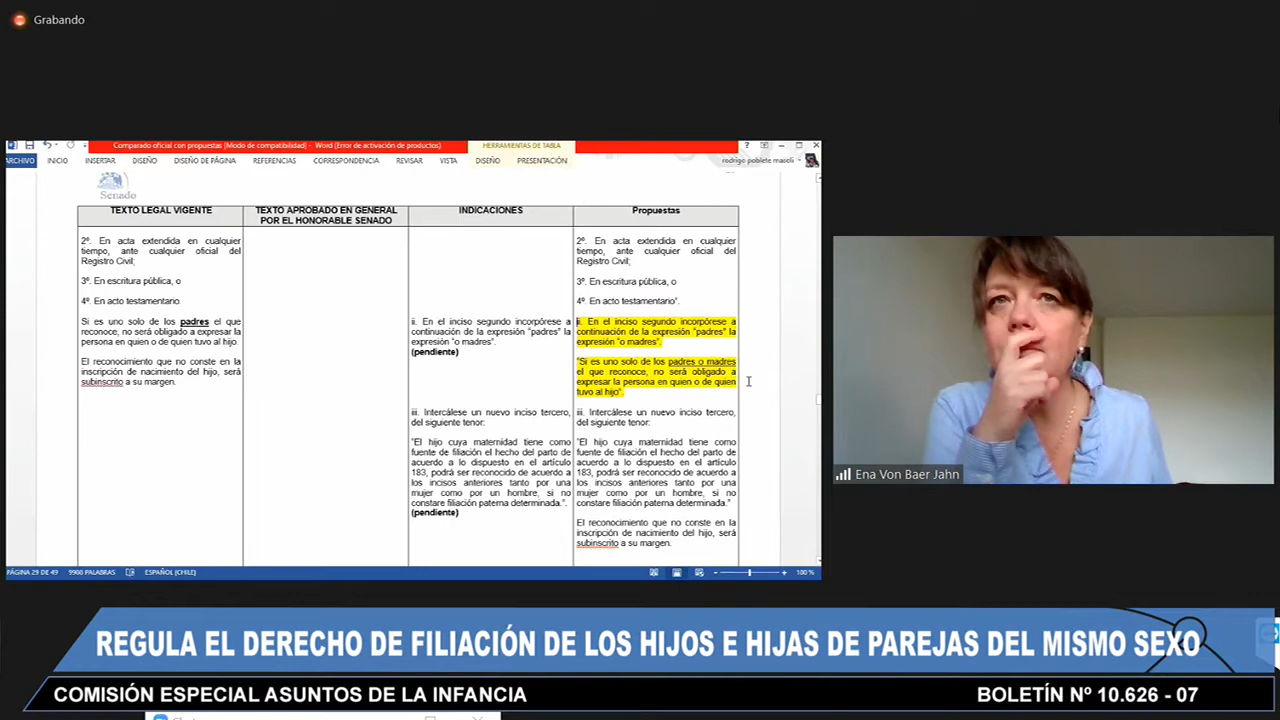 Grabando
Comparado oficial con propuestas [Modo de compatibilidad] - Word (Error de activación de productos)
HERRAMIENTAS DE TABLA
ARCHIVO INICIO INSERTAR DISEÑO DISEÑO DE PÁGINA REFERENCIAS CORRESPONDENCIA REVISAR VISTA DISEÑO PRESENTACIÓN rodrigo poblete masoli
Senado
TEXTO LEGAL VIGENTE
2º. En acta extendida en cualquier
tiempo, ante cualquier oficial del
Registro Civil;
3º. En escritura pública, o
4º. En acto testamentario.
Si es uno solo de los padres el que
reconoce, no será obligado a expresar la
persona en quien o de quien tuvo al hijo.
El reconocimiento que no conste en la
inscripción de nacimiento del hijo, será
subinscrito a su margen.
TEXTO APROBADO EN GENERAL
POR EL HONORABLE SENADO
INDICACIONES
ii. En el inciso segundo incorpórese a
continuación de la expresión "padres" la
expresión "o madres".
(pendiente)
iii. Intercálese un nuevo inciso tercero,
del siguiente tenor:
"El hijo cuya maternidad tiene como
fuente de filiación el hecho del parto de
acuerdo a lo dispuesto en el artículo
183, podrá ser reconocido de acuerdo a
los incisos anteriores tanto por una
mujer como por un hombre, si no
constare filiación paterna determinada.".
(pendiente)
Propuestas
2º. En acta extendida en cualquier
tiempo, ante cualquier oficial del
Registro Civil;
3º. En escritura pública, o
4º. En acto testamentario".
ii. En el inciso segundo incorpórese a
continuación de la expresión "padres" la
expresión "o madres".
"Si es uno solo de los padres o madres
el que reconoce, no será obligado a
expresar la persona en quien o de quien
tuvo al hijo".
iii. Intercálese un nuevo inciso tercero,
del siguiente tenor:
"El hijo cuya maternidad tiene como
fuente de filiación el hecho del parto de
acuerdo a lo dispuesto en el artículo
183, podrá ser reconocido de acuerdo a
los incisos anteriores tanto por una
mujer como por un hombre, si no
constare filiación paterna determinada."
El reconocimiento que no conste en la
inscripción de nacimiento del hijo, será
subinscrito a su margen.
PÁGINA 29 DE 49 9908 PALABRAS ESPAÑOL (CHILE) 100 %
Ena Von Baer Jahn
REGULA EL DERECHO DE FILIACIÓN DE LOS HIJOS E HIJAS DE PAREJAS DEL MISMO SEXO
COMISIÓN ESPECIAL ASUNTOS DE LA INFANCIA
BOLETÍN Nº 10.626 - 07